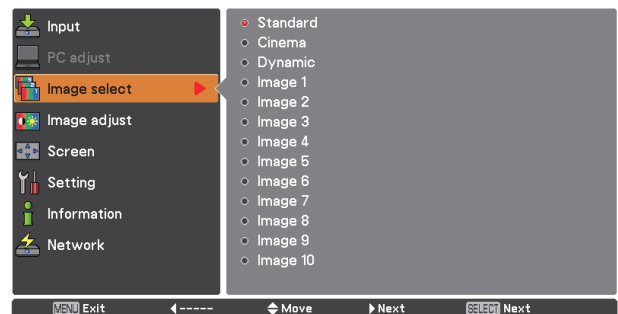 Input
PC adjust
Image select
Image adjust
Screen
Setting
Information
Network
Standard
Cinema
Dynamic
Image 1
Image 2
Image 3
Image 4
Image 5
Image 6
Image 7
Image 8
Image 9
Image 10
MENU Exit ----- Move Next SELECT Next